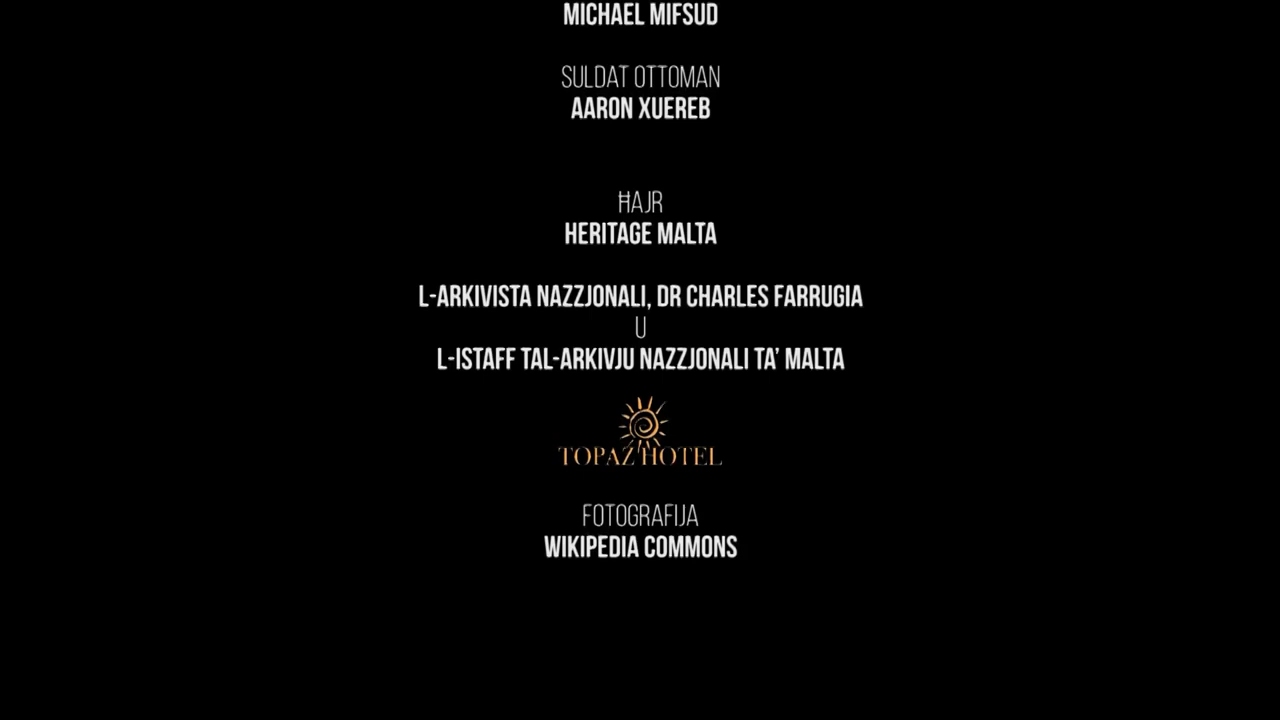 MICHAEL MIFSUD
SULDAT OTTOMAN
AARON XUEREB
ĦAJR
HERITAGE MALTA
L-ARKIVISTA NAZZJONALI, DR CHARLES FARRUGIA
U
L-ISTAFF TAL-ARKIVJU NAZZJONALI TA’ MALTA
TOPAZ HOTEL
FOTOGRAFIJA
WIKIPEDIA COMMONS